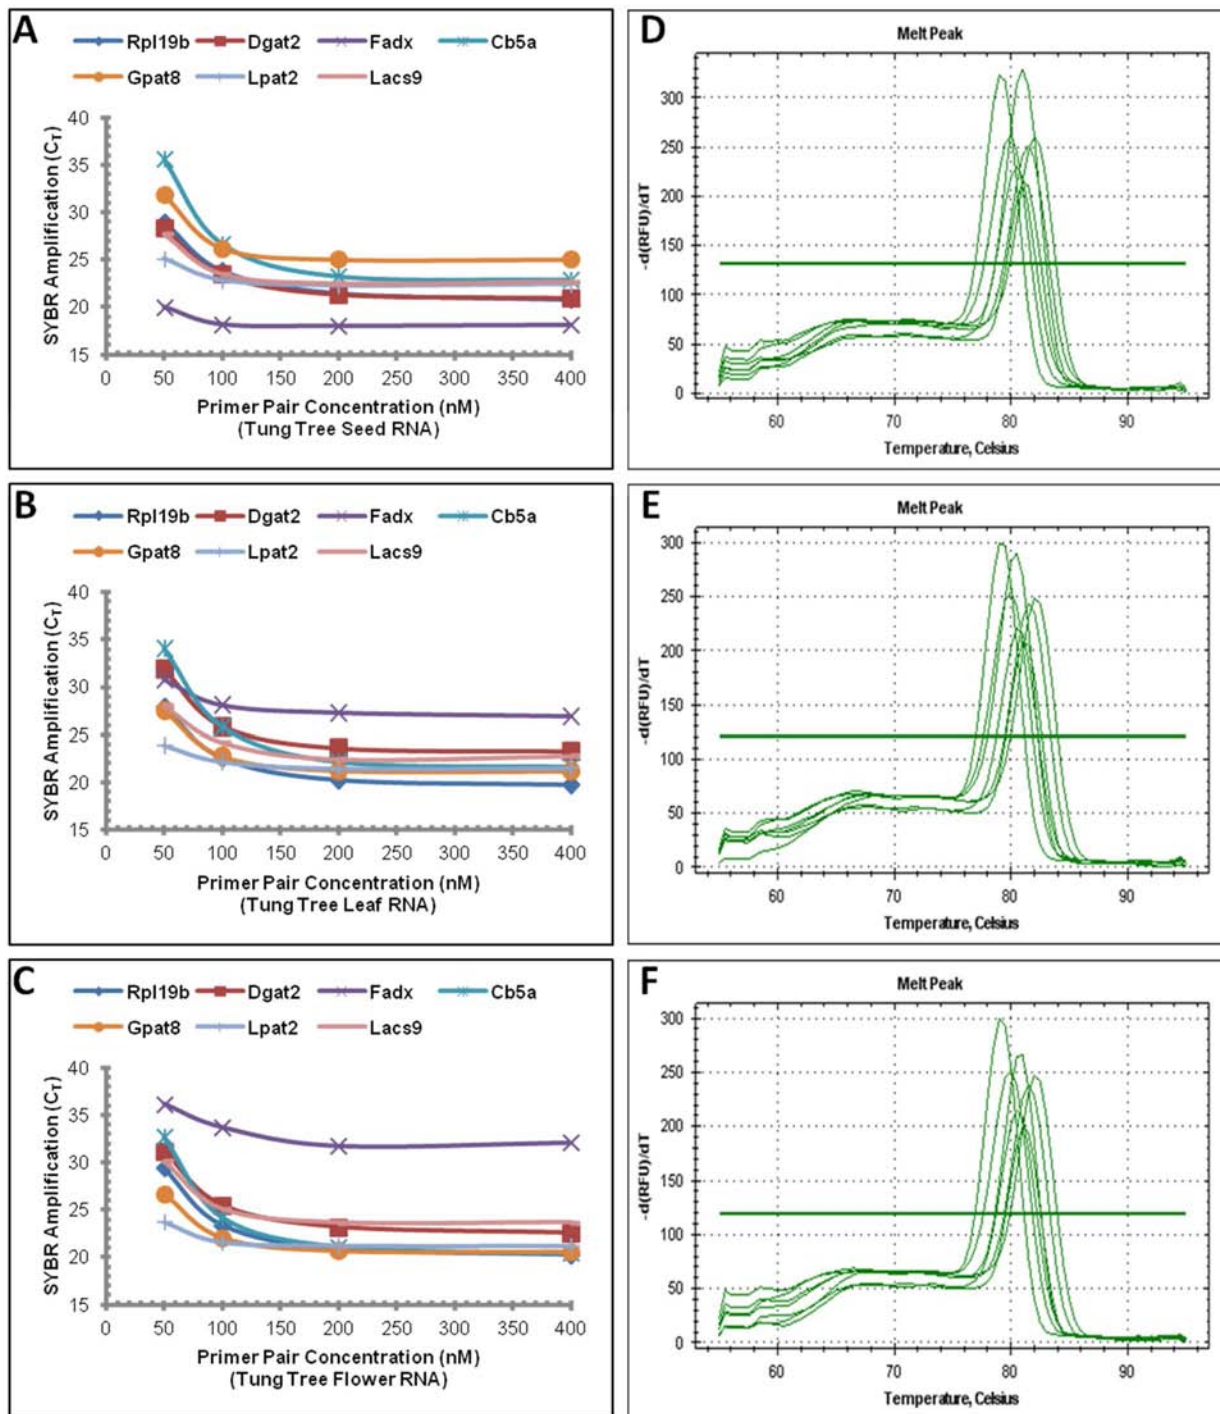 A
Rpl19b Dgat2 Fadx Cb5a
Gpat8 Lpat2 Lacs9
SYBR Amplification (CT)
40
35
30
25
20
15
0 50 100 150 200 250 300 350 400
Primer Pair Concentration (nM)
(Tung Tree Seed RNA)
D
Melt Peak
-d(RFU)/dT
300
250
200
150
100
50
0
60 70 80 90
Temperature, Celsius
B
Rpl19b Dgat2 Fadx Cb5a
Gpat8 Lpat2 Lacs9
SYBR Amplification (CT)
40
35
30
25
20
15
0 50 100 150 200 250 300 350 400
Primer Pair Concentration (nM)
(Tung Tree Leaf RNA)
E
Melt Peak
-d(RFU)/dT
300
250
200
150
100
50
0
60 70 80 90
Temperature, Celsius
C
Rpl19b Dgat2 Fadx Cb5a
Gpat8 Lpat2 Lacs9
SYBR Amplification (CT)
40
35
30
25
20
15
0 50 100 150 200 250 300 350 400
Primer Pair Concentration (nM)
(Tung Tree Flower RNA)
F
Melt Peak
-d(RFU)/dT
300
250
200
150
100
50
0
60 70 80 90
Temperature, Celsius